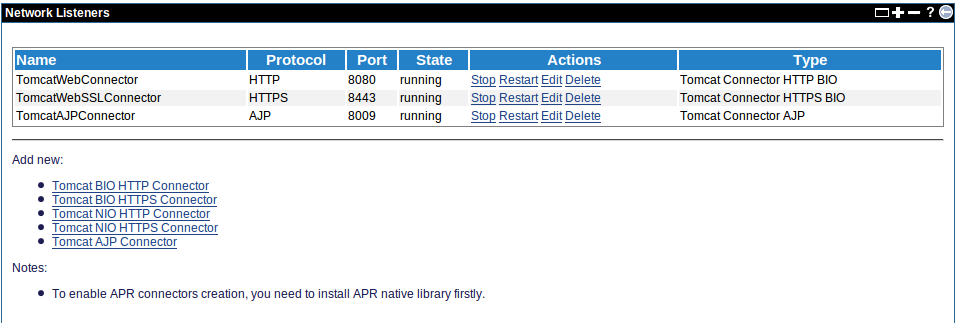 Network Listeners ?
Name Protocol Port State Actions Type
TomcatWebConnector HTTP 8080 running Stop Restart Edit Delete Tomcat Connector HTTP BIO
TomcatWebSSLConnector HTTPS 8443 running Stop Restart Edit Delete Tomcat Connector HTTPS BIO
TomcatAJPConnector AJP 8009 running Stop Restart Edit Delete Tomcat Connector AJP
Add new:
Tomcat BIO HTTP Connector
Tomcat BIO HTTPS Connector
Tomcat NIO HTTP Connector
Tomcat NIO HTTPS Connector
Tomcat AJP Connector
Notes:
To enable APR connectors creation, you need to install APR native library firstly.